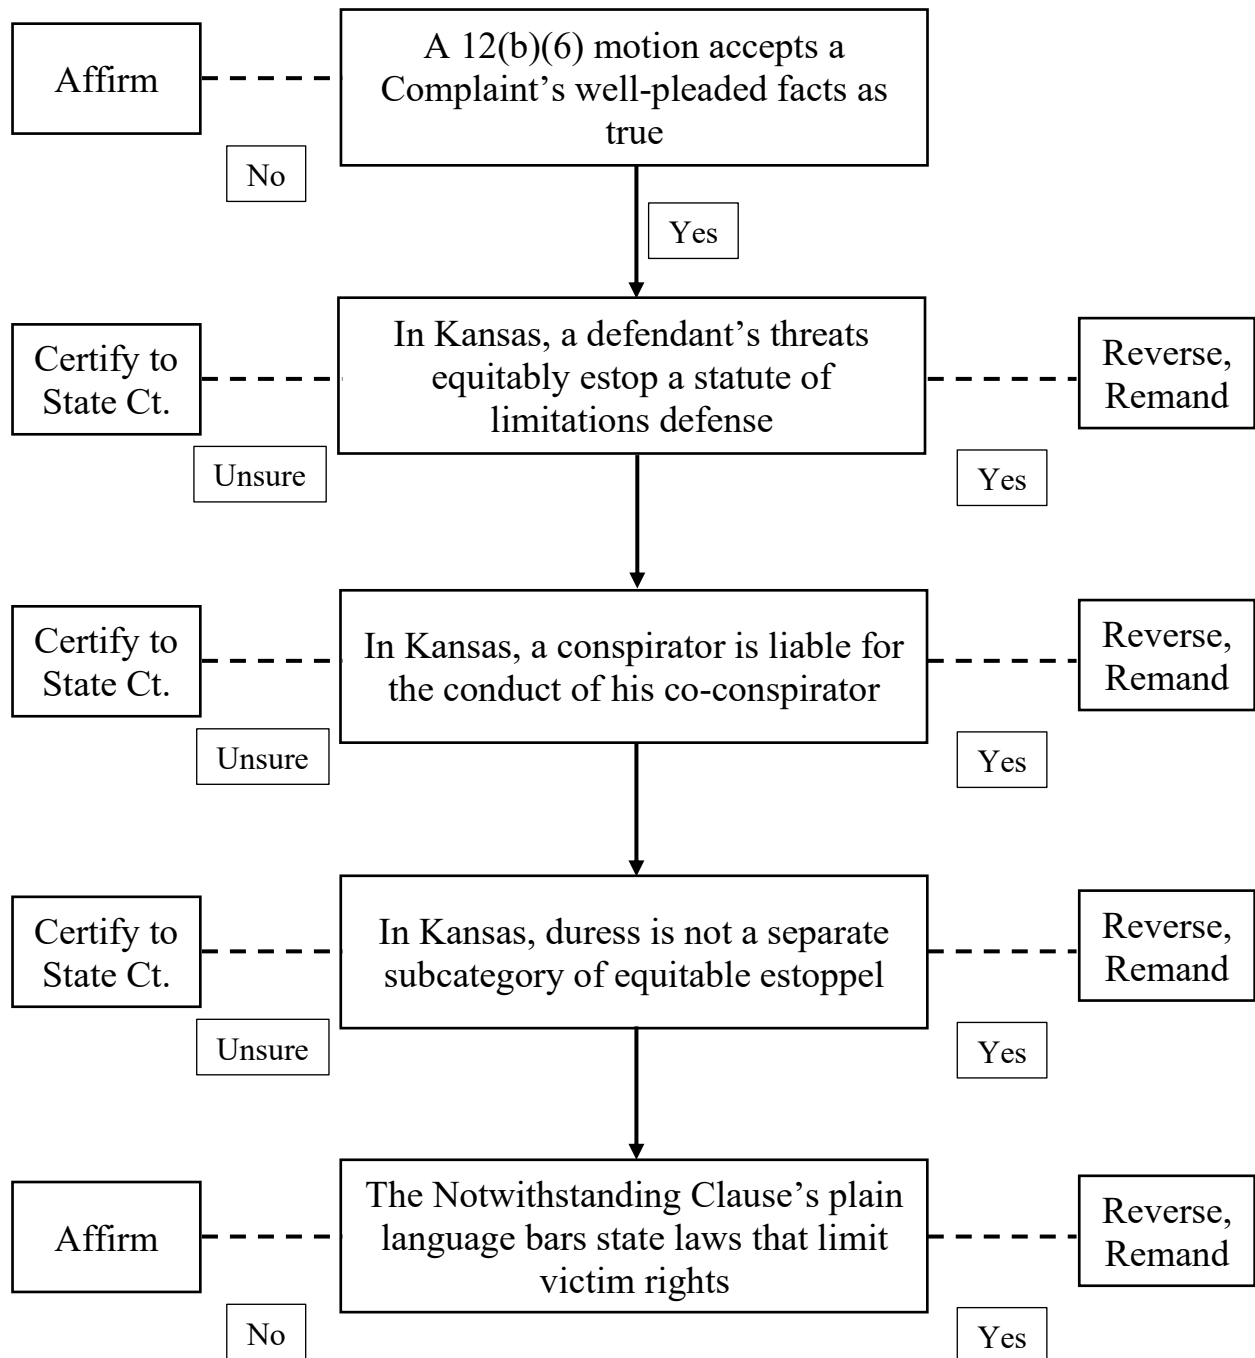 Affirm
A 12(b)(6) motion accepts a
Complaint’s well-pleaded facts as
true
No
Yes
Certify to
State Ct.
In Kansas, a defendant’s threats
equitably estop a statute of
limitations defense
Reverse,
Remand
Unsure
Yes
Certify to
State Ct.
In Kansas, a conspirator is liable for
the conduct of his co-conspirator
Reverse,
Remand
Unsure
Yes
Certify to
State Ct.
In Kansas, duress is not a separate
subcategory of equitable estoppel
Reverse,
Remand
Unsure
Yes
Affirm
The Notwithstanding Clause’s plain
language bars state laws that limit
victim rights
Reverse,
Remand
No
Yes